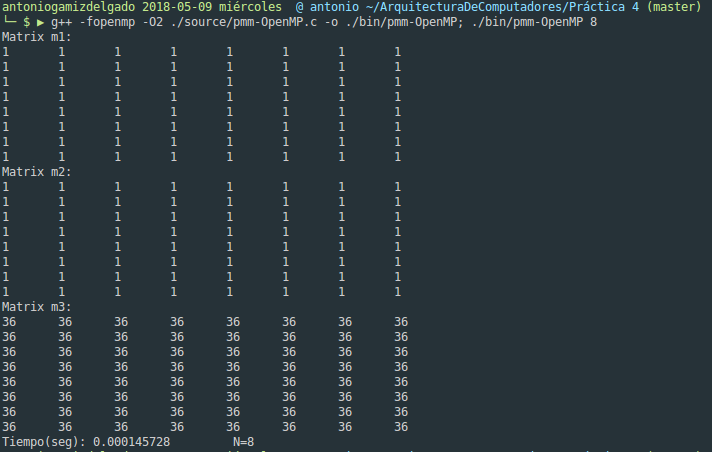 antoniogamizdelgado 2018-05-09 miércoles  @ antonio ~/ArquitecturaDeComputadores/Práctica 4 (master)
╰─ $ ▶ g++ -fopenmp -O2 ./source/pmm-OpenMP.c -o ./bin/pmm-OpenMP; ./bin/pmm-OpenMP 8
Matrix m1:
1 1 1 1 1 1 1 1
1 1 1 1 1 1 1 1
1 1 1 1 1 1 1 1
1 1 1 1 1 1 1 1
1 1 1 1 1 1 1 1
1 1 1 1 1 1 1 1
1 1 1 1 1 1 1 1
1 1 1 1 1 1 1 1
Matrix m2:
1 1 1 1 1 1 1 1
1 1 1 1 1 1 1 1
1 1 1 1 1 1 1 1
1 1 1 1 1 1 1 1
1 1 1 1 1 1 1 1
1 1 1 1 1 1 1 1
1 1 1 1 1 1 1 1
1 1 1 1 1 1 1 1
Matrix m3:
36 36 36 36 36 36 36 36
36 36 36 36 36 36 36 36
36 36 36 36 36 36 36 36
36 36 36 36 36 36 36 36
36 36 36 36 36 36 36 36
36 36 36 36 36 36 36 36
36 36 36 36 36 36 36 36
36 36 36 36 36 36 36 36
Tiempo(seg): 0.000145728 N=8